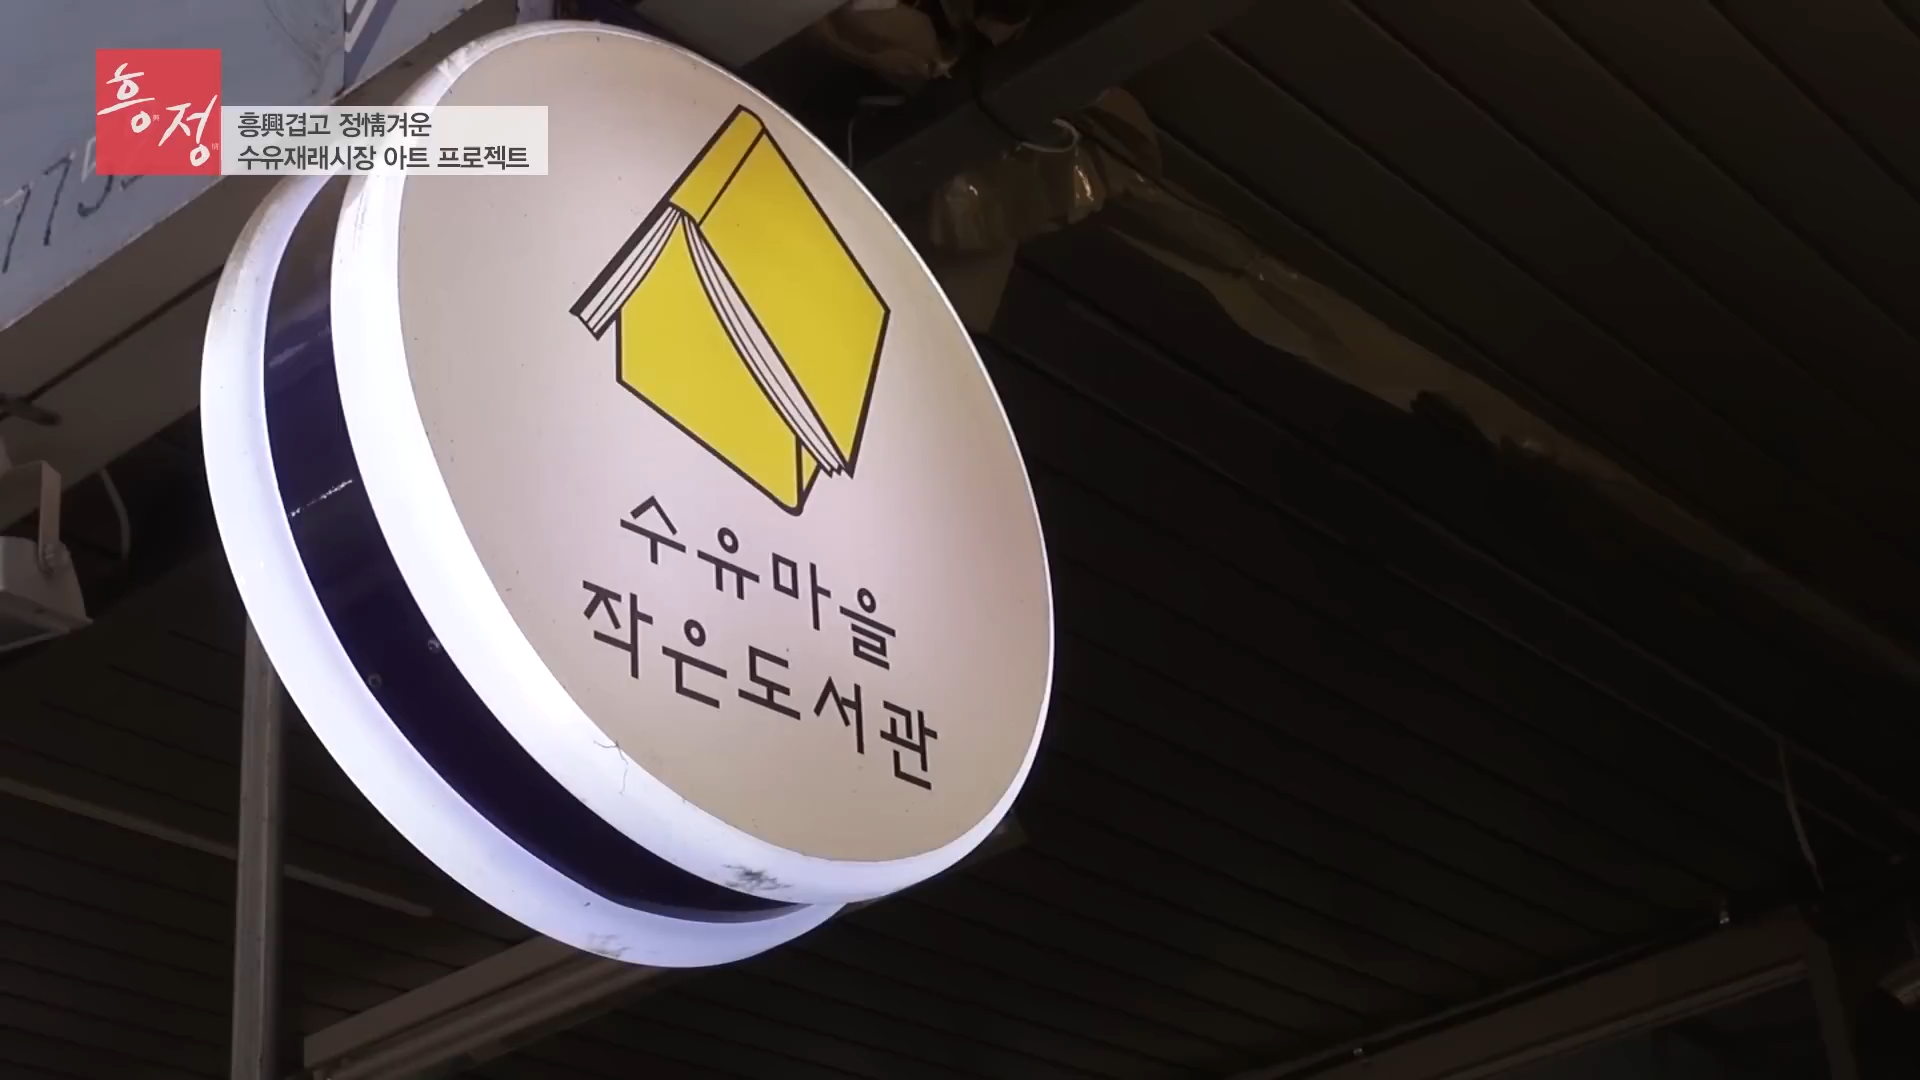 흥정
흥興겹고 정情겨운
수유재래시장 아트 프로젝트
수유마을
작은도서관